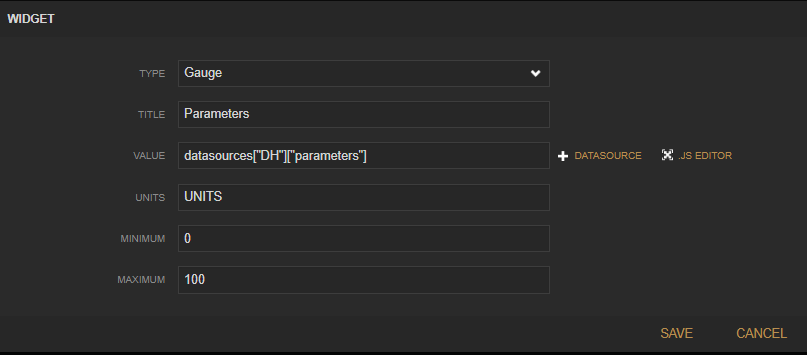 WIDGET
TYPE Gauge
TITLE Parameters
VALUE datasources["DH"]["parameters"] DATASOURCE .JS EDITOR
UNITS UNITS
MINIMUM 0
MAXIMUM 100
SAVE CANCEL